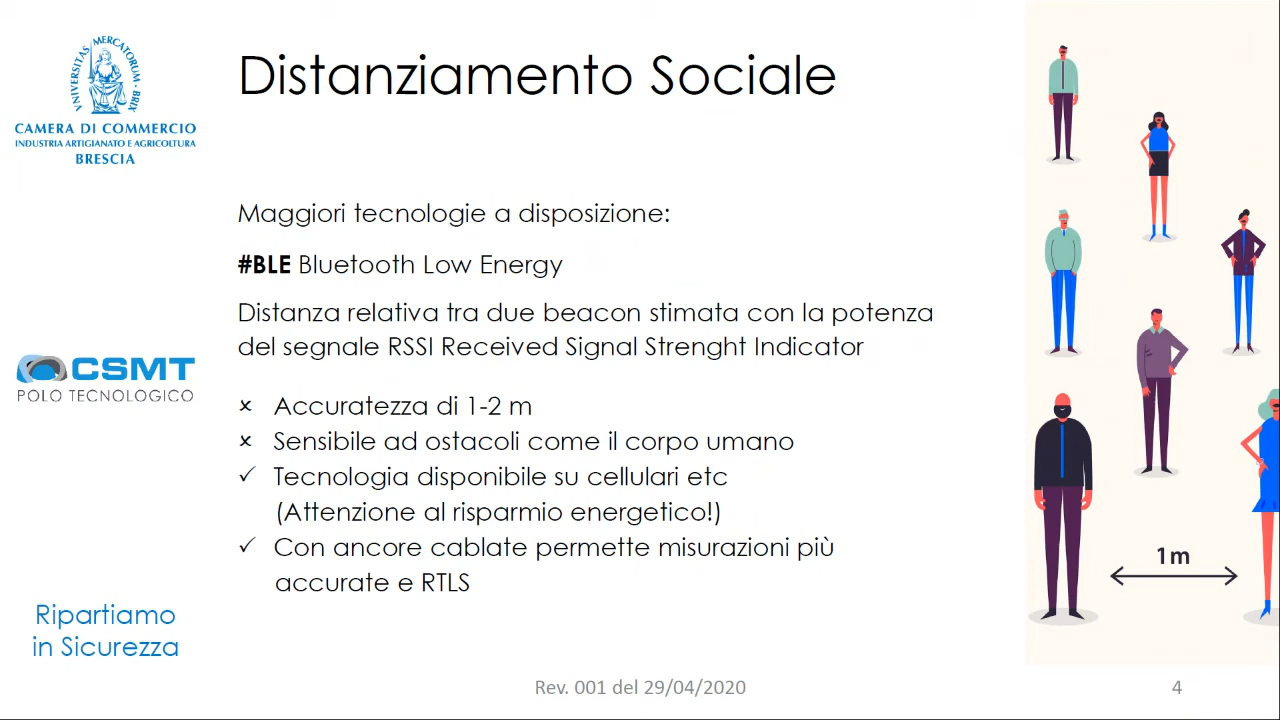 UNIVERSITAS MERCATORUM BRIX
CAMERA DI COMMERCIO
INDUSTRIA ARTIGIANATO E AGRICOLTURA
BRESCIA
Distanziamento Sociale
Maggiori tecnologie a disposizione:
#BLE Bluetooth Low Energy
Distanza relativa tra due beacon stimata con la potenza
del segnale RSSI Received Signal Strenght Indicator
× Accuratezza di 1-2 m
× Sensibile ad ostacoli come il corpo umano
✓ Tecnologia disponibile su cellulari etc
(Attenzione al risparmio energetico!)
✓ Con ancore cablate permette misurazioni più
accurate e RTLS
CSMT
POLO TECNOLOGICO
Ripartiamo
in Sicurezza
1m
Rev. 001 del 29/04/2020
4